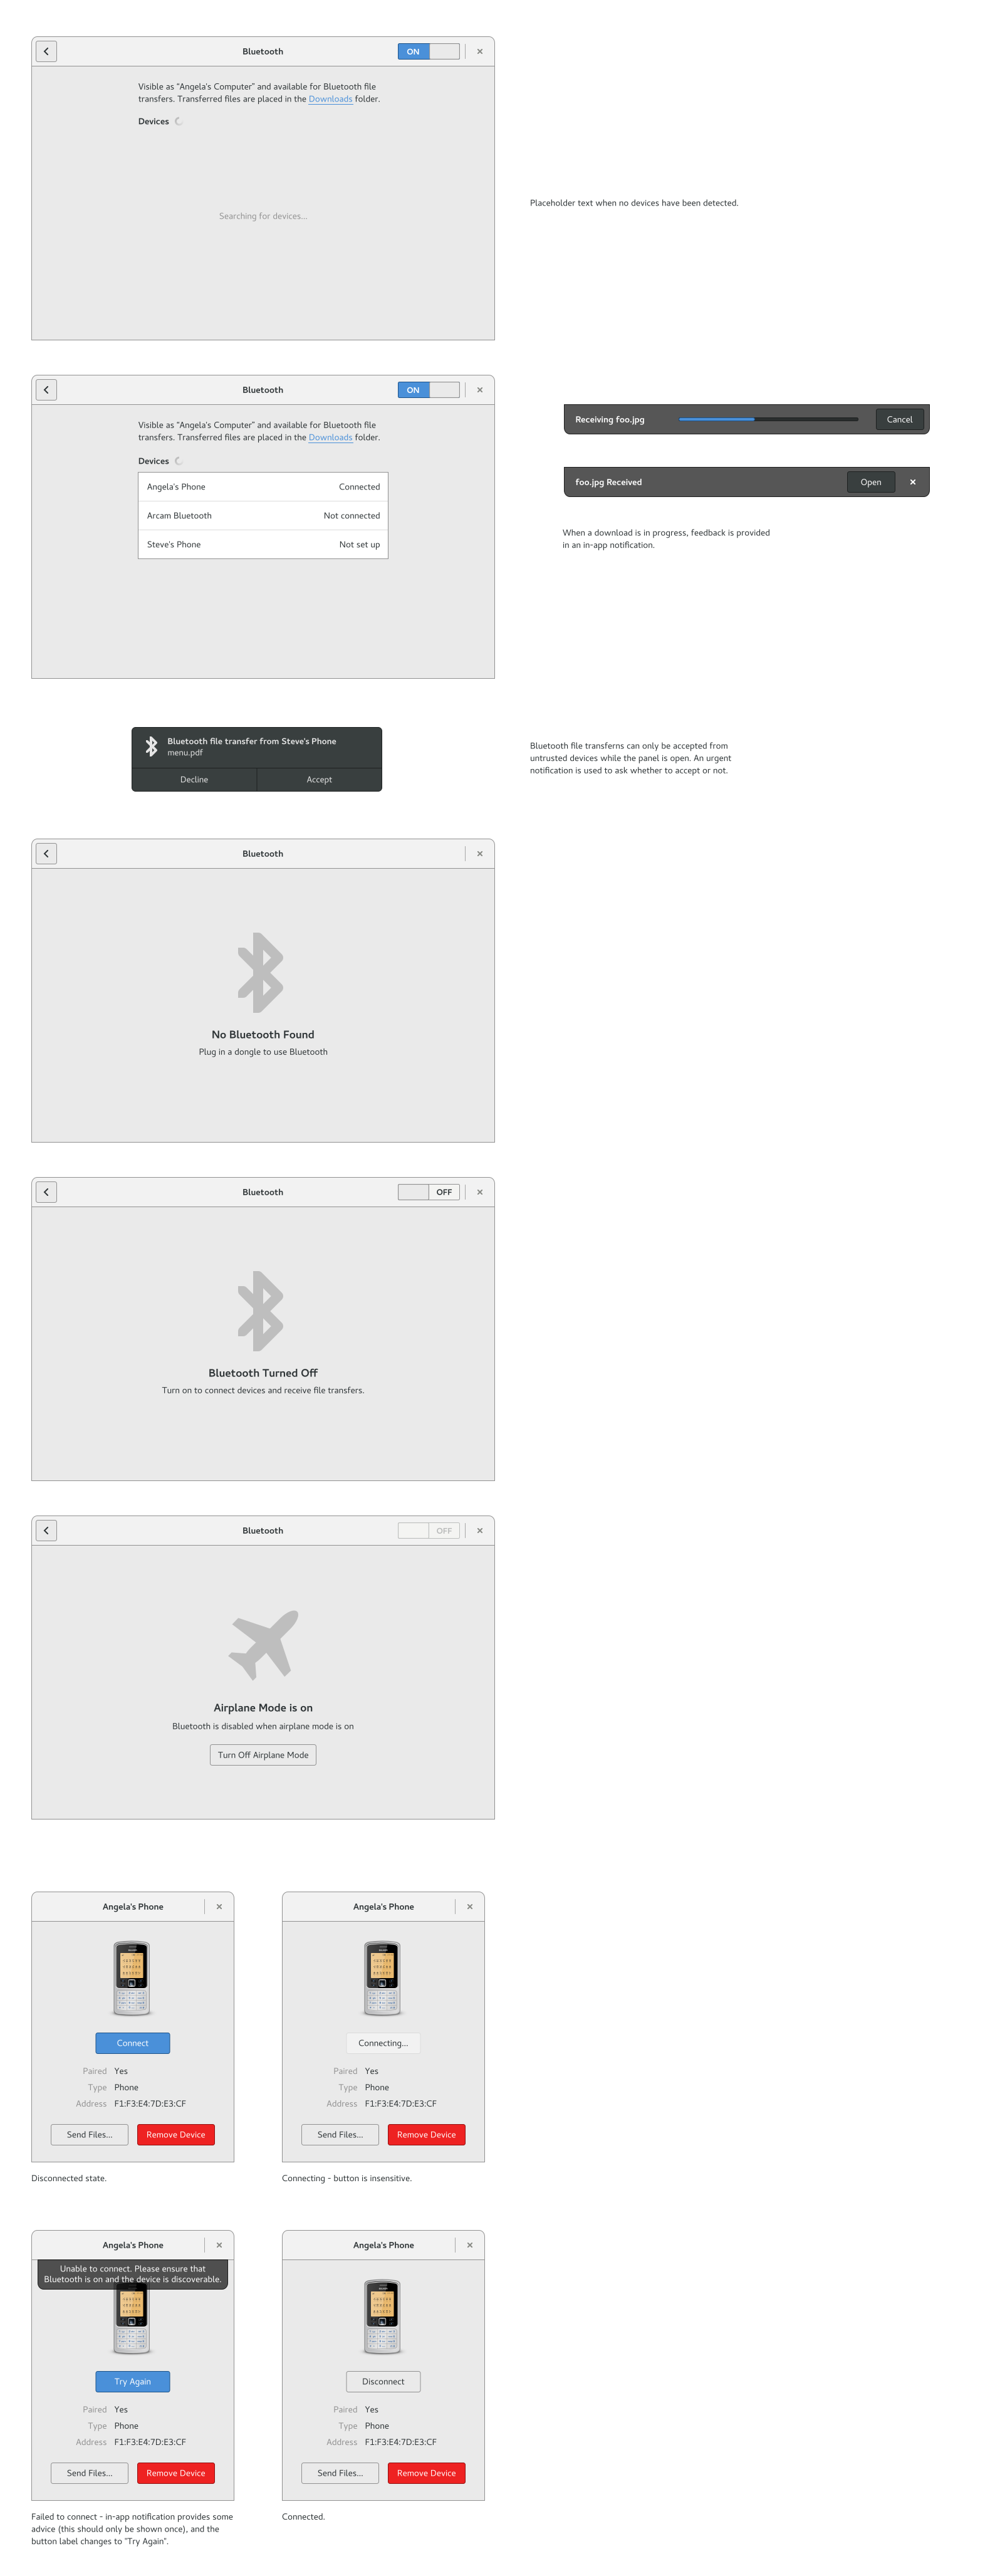 Bluetooth
ON
Visible as "Angela's Computer" and available for Bluetooth file
transfers. Transferred files are placed in the Downloads folder.
Devices
Searching for devices...
Placeholder text when no devices have been detected.
Bluetooth
ON
Visible as "Angela's Computer" and available for Bluetooth file
transfers. Transferred files are placed in the Downloads folder.
Devices
Angela's Phone Connected
Arcam Bluetooth Not connected
Steve's Phone Not set up
Receiving foo.jpg Cancel
foo.jpg Received Open
When a download is in progress, feedback is provided
in an in-app notification.
Bluetooth file transfer from Steve's Phone
menu.pdf
Decline Accept
Bluetooth file transferns can only be accepted from
untrusted devices while the panel is open. An urgent
notification is used to ask whether to accept or not.
Bluetooth
No Bluetooth Found
Plug in a dongle to use Bluetooth
Bluetooth
OFF
Bluetooth Turned Off
Turn on to connect devices and receive file transfers.
Bluetooth
OFF
Airplane Mode is on
Bluetooth is disabled when airplane mode is on
Turn Off Airplane Mode
Angela's Phone
Connect
Paired Yes
Type Phone
Address F1:F3:E4:7D:E3:CF
Send Files... Remove Device
Disconnected state.
Angela's Phone
Connecting...
Paired Yes
Type Phone
Address F1:F3:E4:7D:E3:CF
Send Files... Remove Device
Connecting - button is insensitive.
Angela's Phone
Unable to connect. Please ensure that
Bluetooth is on and the device is discoverable.
Try Again
Paired Yes
Type Phone
Address F1:F3:E4:7D:E3:CF
Send Files... Remove Device
Failed to connect - in-app notification provides some
advice (this should only be shown once), and the
button label changes to "Try Again".
Angela's Phone
Disconnect
Paired Yes
Type Phone
Address F1:F3:E4:7D:E3:CF
Send Files... Remove Device
Connected.